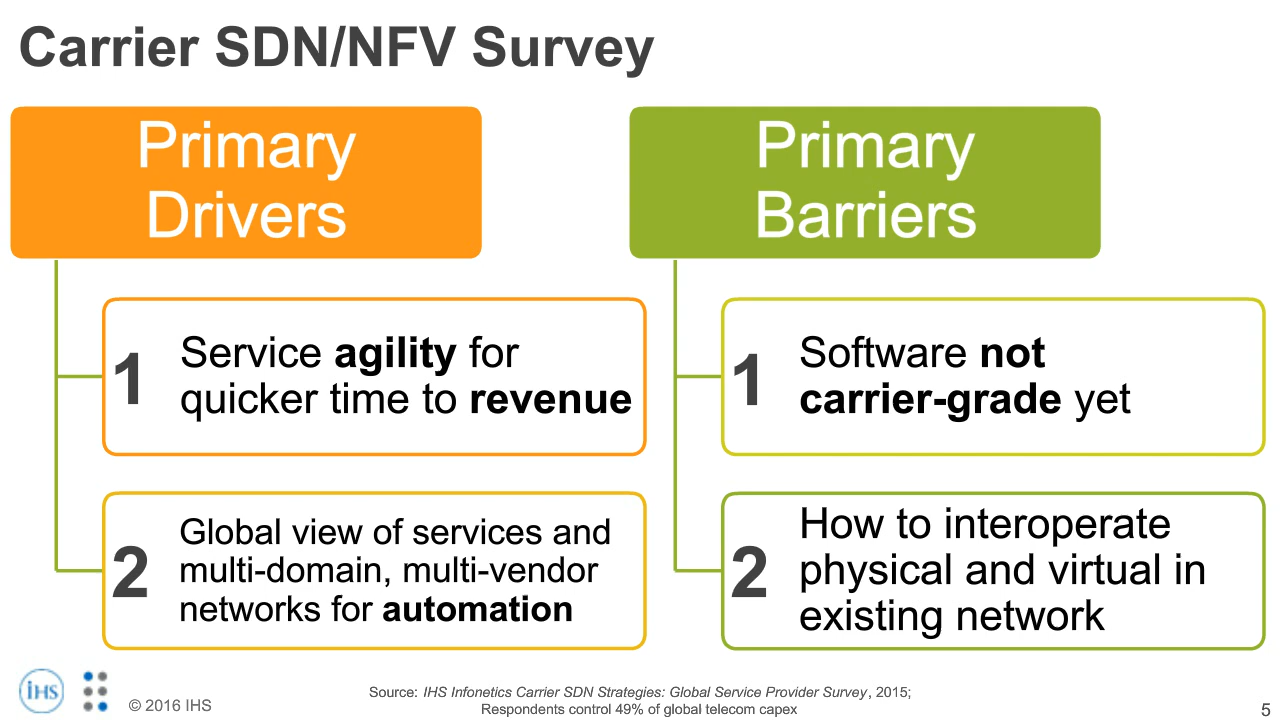 Carrier SDN/NFV Survey
Primary
Drivers
1
Service agility for
quicker time to revenue
2
Global view of services and
multi-domain, multi-vendor
networks for automation
Primary
Barriers
1
Software not
carrier-grade yet
2
How to interoperate
physical and virtual in
existing network
iHS
© 2016 IHS
Source: IHS Infonetics Carrier SDN Strategies: Global Service Provider Survey, 2015;
Respondents control 49% of global telecom capex
5